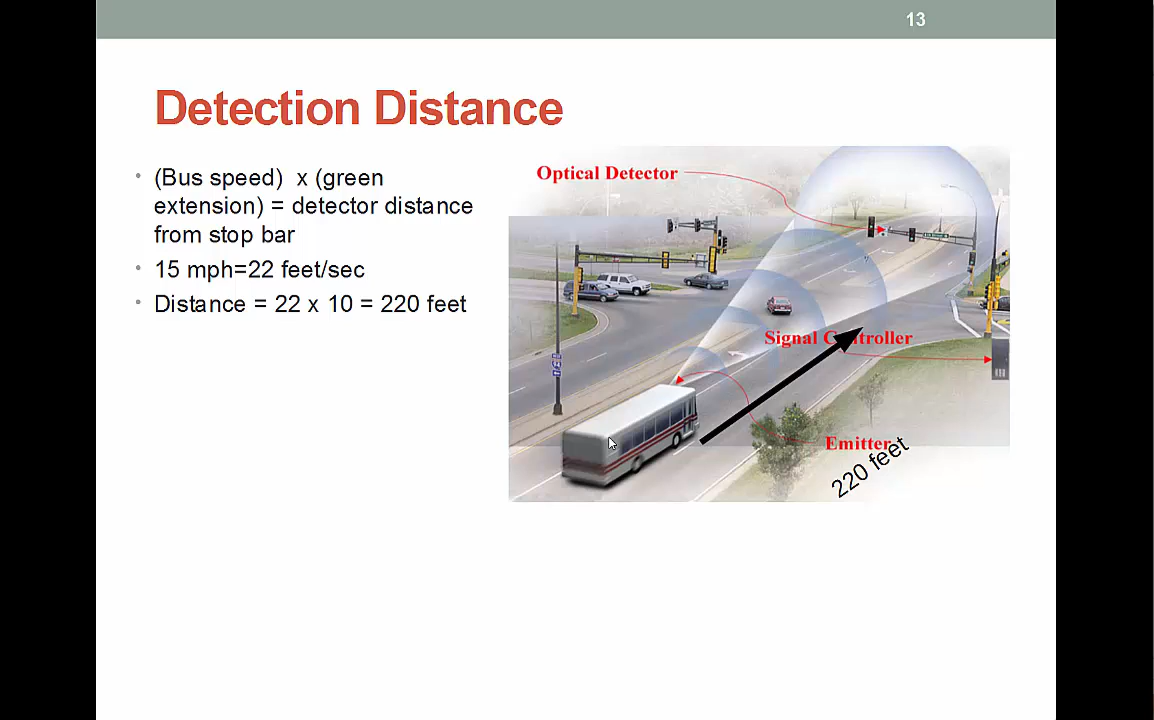 13
Detection Distance
(Bus speed) x (green
extension) = detector distance
from stop bar
15 mph=22 feet/sec
Distance = 22 x 10 = 220 feet
Optical Detector
Signal Controller
Emitter
220 feet